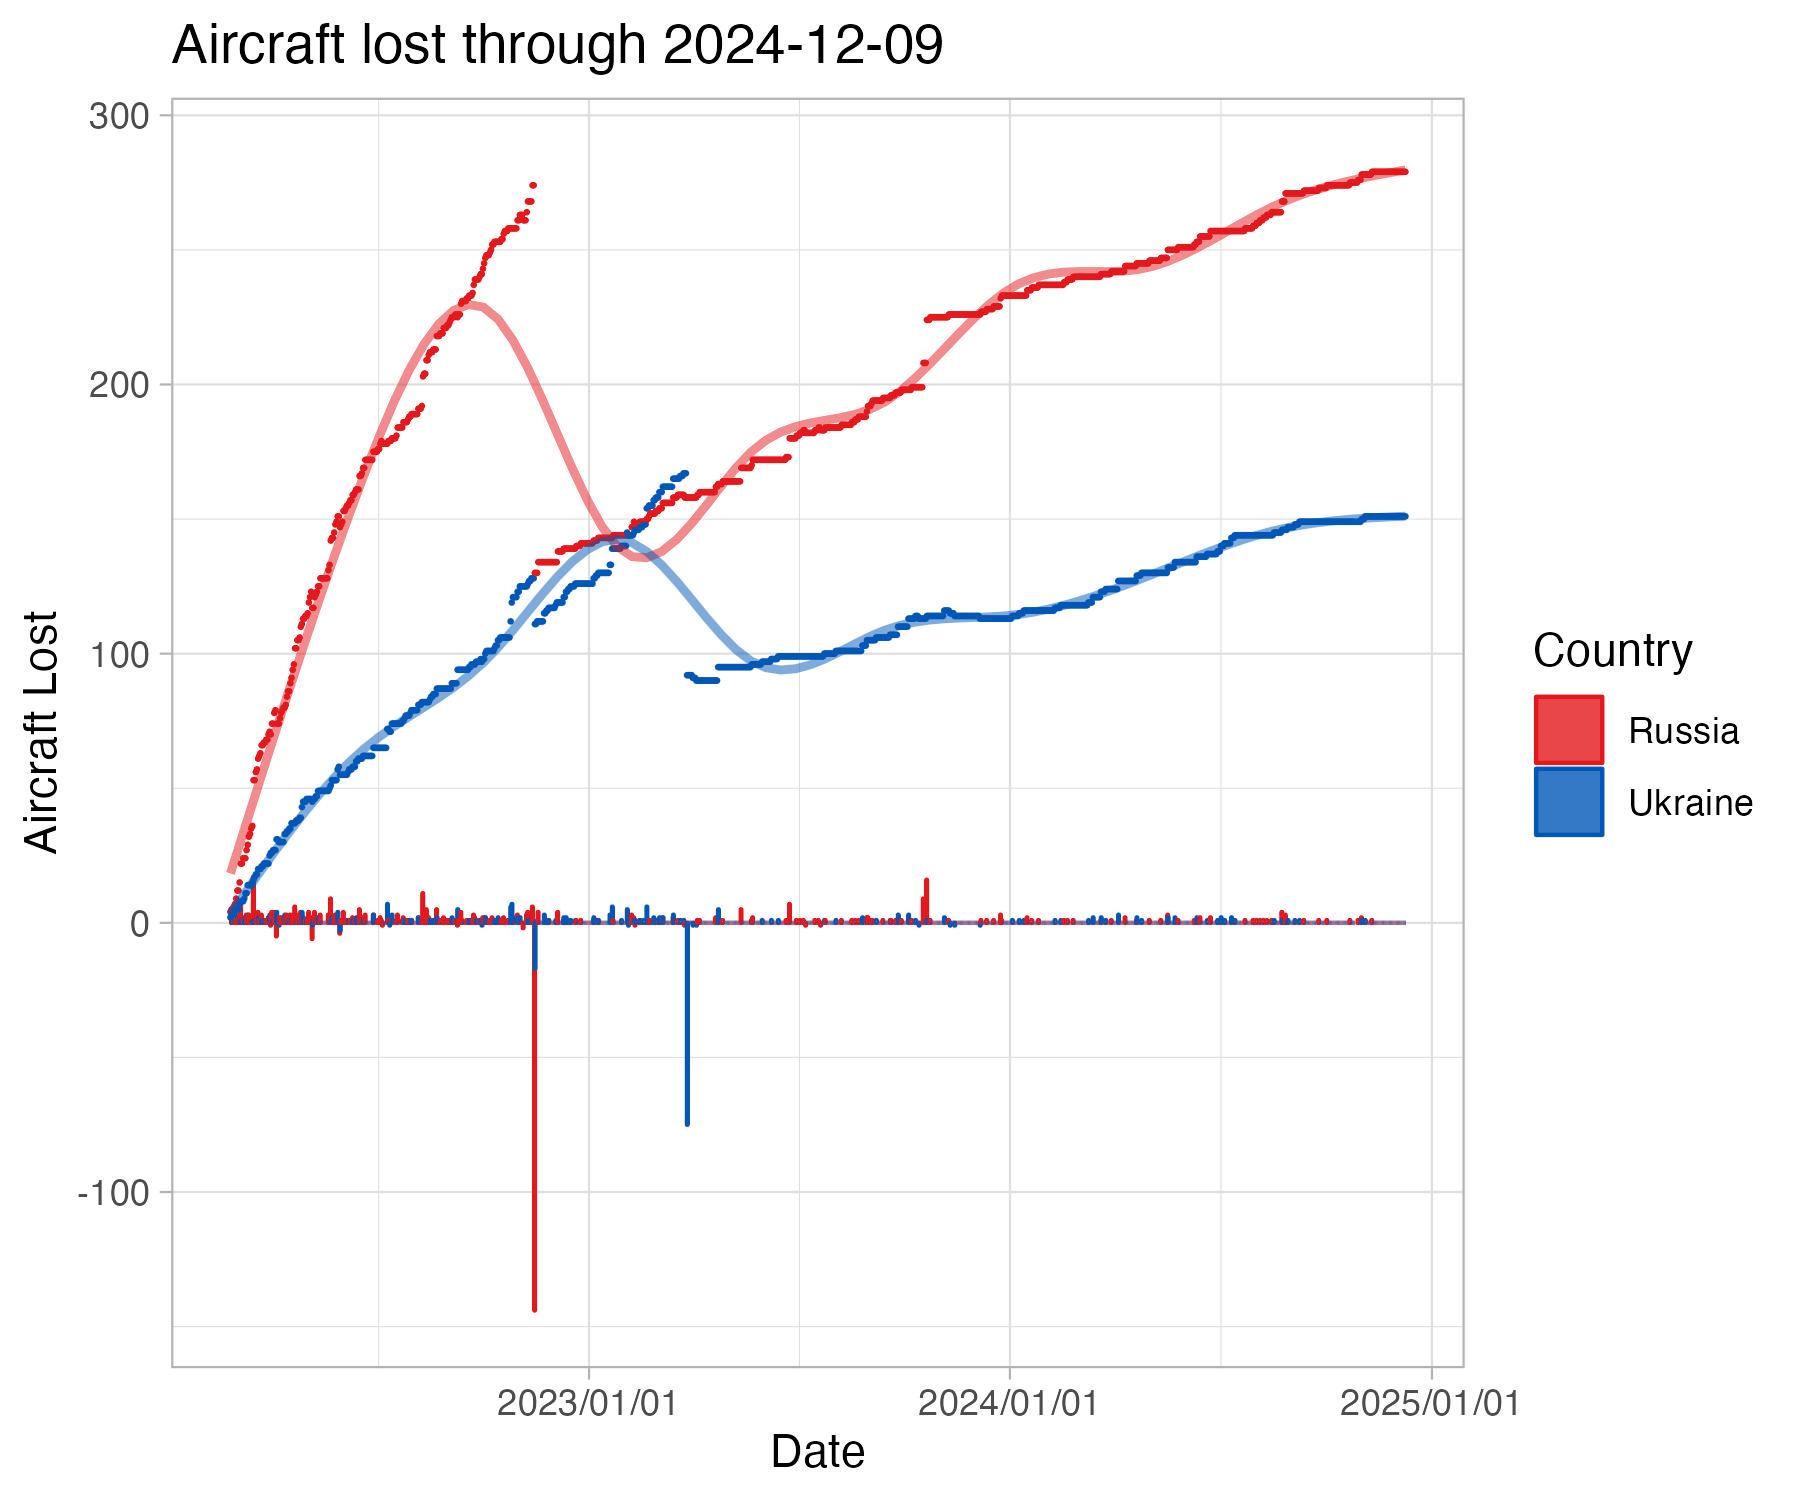 Aircraft lost through 2024-12-09
300
200
100
0
-100
Aircraft Lost
2023/01/01
2024/01/01
2025/01/01
Date
Country
Russia
Ukraine